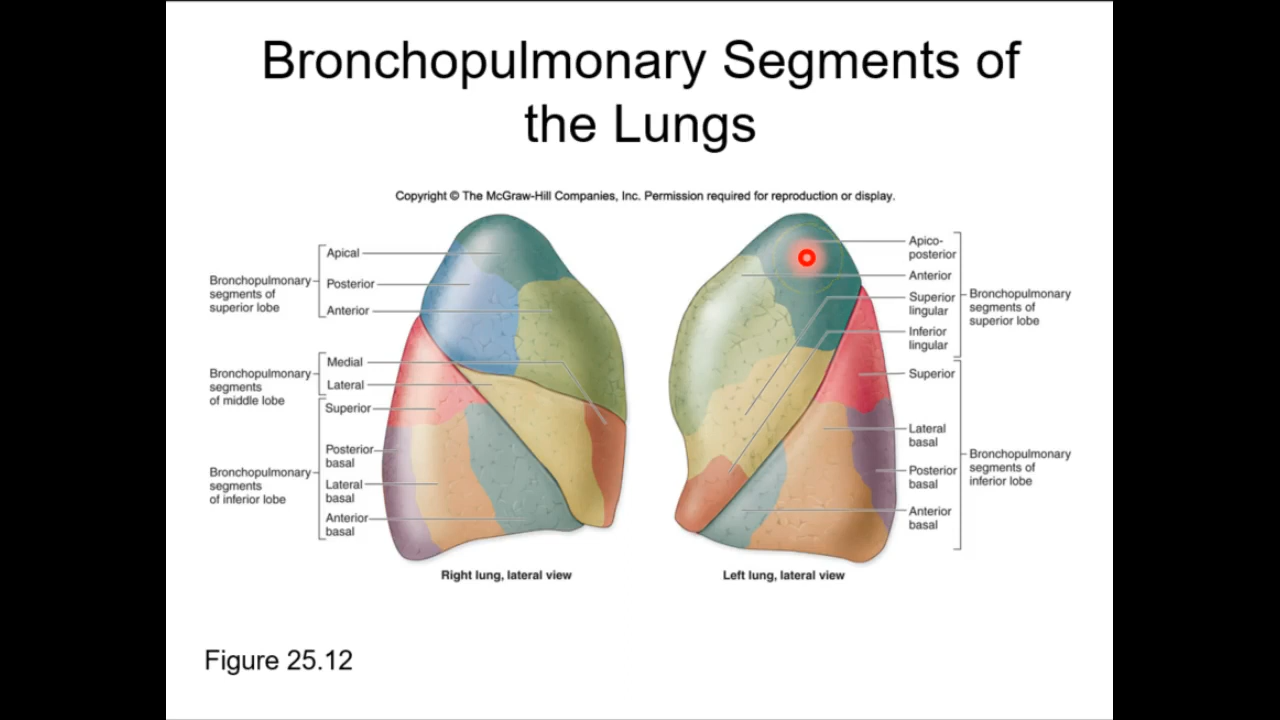 Bronchopulmonary Segments of
the Lungs
Copyright © The McGraw-Hill Companies, Inc. Permission required for reproduction or display.
Bronchopulmonary
segments of
superior lobe
Apical
Posterior
Anterior
Bronchopulmonary
segments
of middle lobe
Medial
Lateral
Bronchopulmonary
segments
of inferior lobe
Superior
Posterior
basal
Lateral
basal
Anterior
basal
Right lung, lateral view
Apico-
posterior
Anterior
Superior
lingular
Inferior
lingular
Bronchopulmonary
segments of
superior lobe
Superior
Lateral
basal
Posterior
basal
Anterior
basal
Bronchopulmonary
segments of
inferior lobe
Left lung, lateral view
Figure 25.12